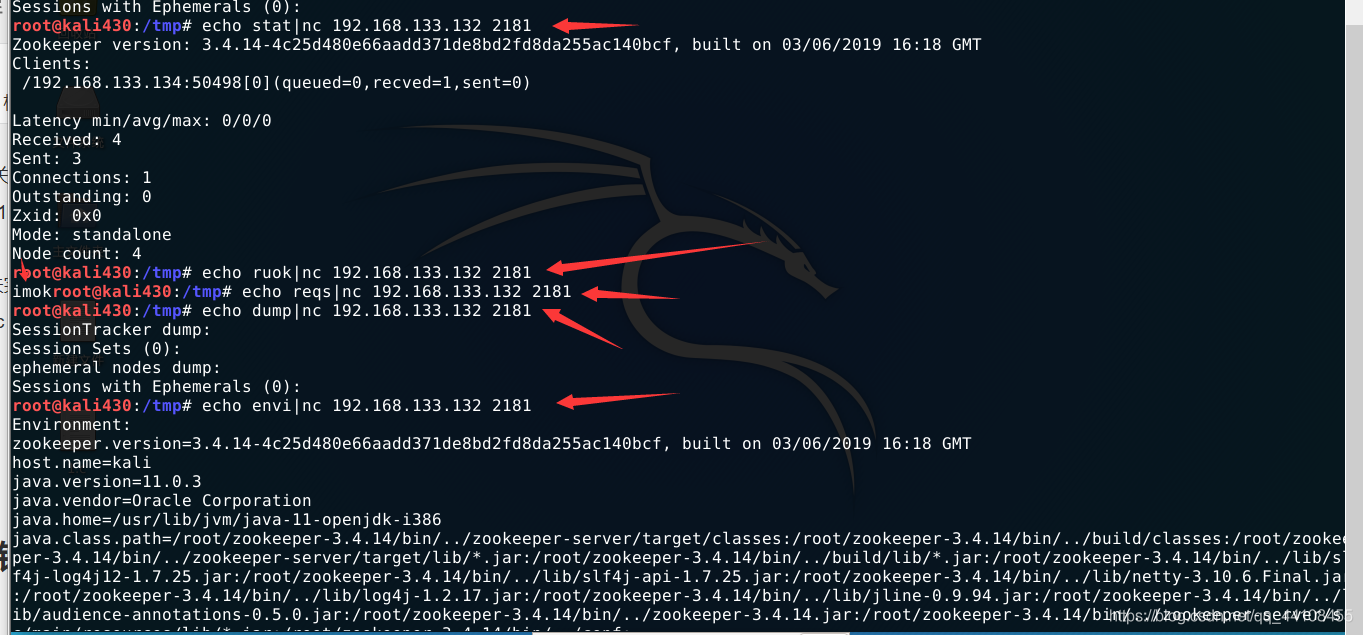 Sessions with Ephemerals (0):
root@kali430:/tmp# echo stat|nc 192.168.133.132 2181
Zookeeper version: 3.4.14-4c25d480e66aadd371de8bd2fd8da255ac140bcf, built on 03/06/2019 16:18 GMT
Clients:
/192.168.133.134:50498[0](queued=0,recved=1,sent=0)
Latency min/avg/max: 0/0/0
Received: 4
Sent: 3
Connections: 1
Outstanding: 0
Zxid: 0x0
Mode: standalone
Node count: 4
root@kali430:/tmp# echo ruok|nc 192.168.133.132 2181
imokroot@kali430:/tmp# echo reqs|nc 192.168.133.132 2181
root@kali430:/tmp# echo dump|nc 192.168.133.132 2181
SessionTracker dump:
Session Sets (0):
ephemeral nodes dump:
Sessions with Ephemerals (0):
root@kali430:/tmp# echo envi|nc 192.168.133.132 2181
Environment:
zookeeper.version=3.4.14-4c25d480e66aadd371de8bd2fd8da255ac140bcf, built on 03/06/2019 16:18 GMT
host.name=kali
java.version=11.0.3
java.vendor=Oracle Corporation
java.home=/usr/lib/jvm/java-11-openjdk-i386
java.class.path=/root/zookeeper-3.4.14/bin/../zookeeper-server/target/classes:/root/zookeeper-3.4.14/bin/../build/classes:/root/zookee
per-3.4.14/bin/../zookeeper-server/target/lib/*.jar:/root/zookeeper-3.4.14/bin/../build/lib/*.jar:/root/zookeeper-3.4.14/bin/../lib/sl
f4j-log4j12-1.7.25.jar:/root/zookeeper-3.4.14/bin/../lib/slf4j-api-1.7.25.jar:/root/zookeeper-3.4.14/bin/../lib/netty-3.10.6.Final.ja
:/root/zookeeper-3.4.14/bin/../lib/log4j-1.2.17.jar:/root/zookeeper-3.4.14/bin/../lib/jline-0.9.94.jar:/root/zookeeper-3.4.14/bin/../l
ib/audience-annotations-0.5.0.jar:/root/zookeeper-3.4.14/bin/../zookeeper-3.4.14.jar:/root/zookeeper-3.4.14/bin/../zookeeper-server/s
https://blog.csdn.net/qq_44108455